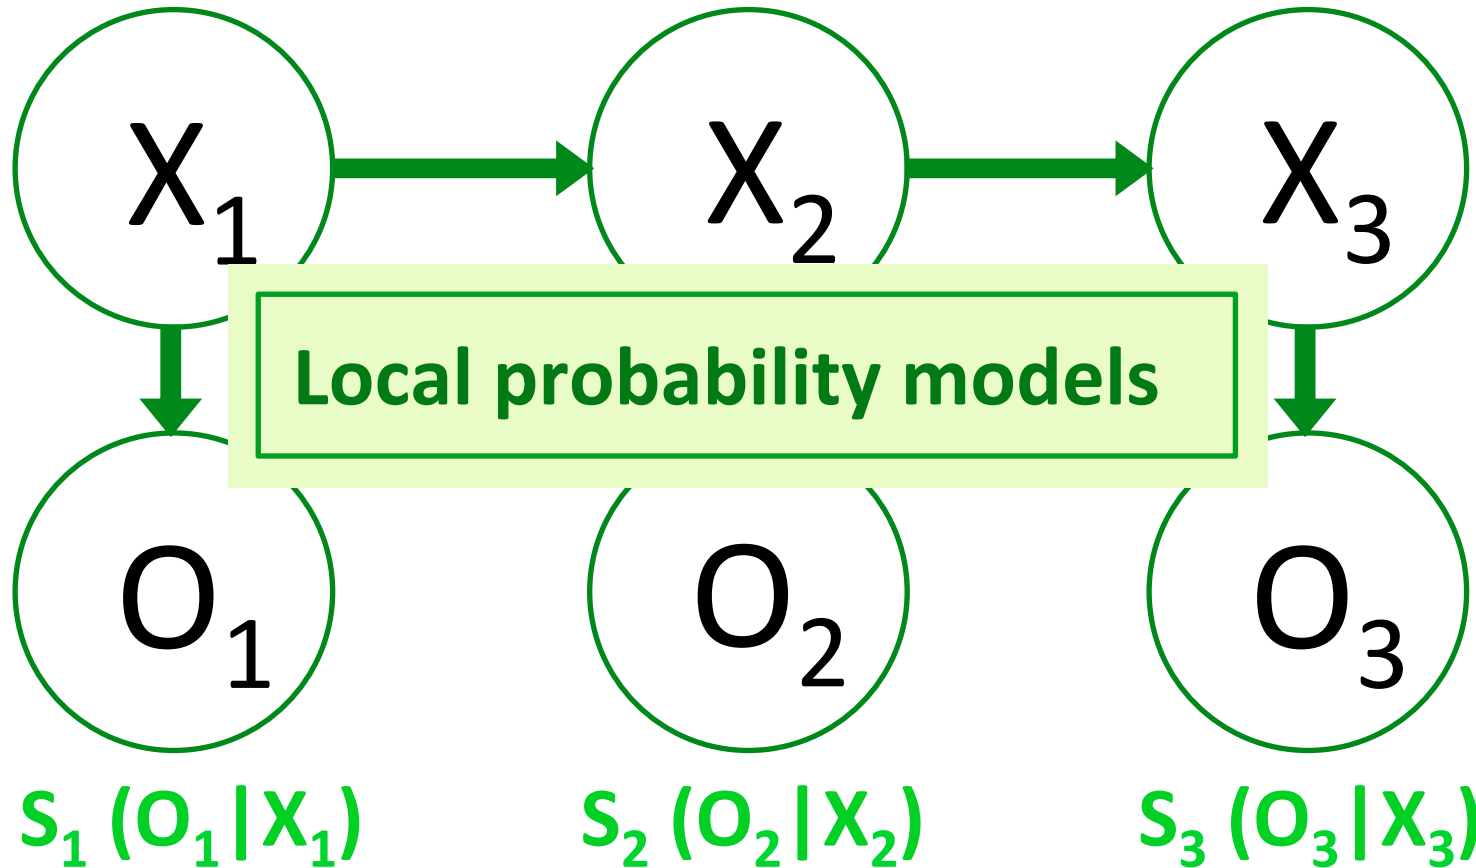 X₁ X₂ X₃
Local probability models
O₁ O₂ O₃
S₁ (O₁|X₁) S₂ (O₂|X₂) S₃ (O₃|X₃)